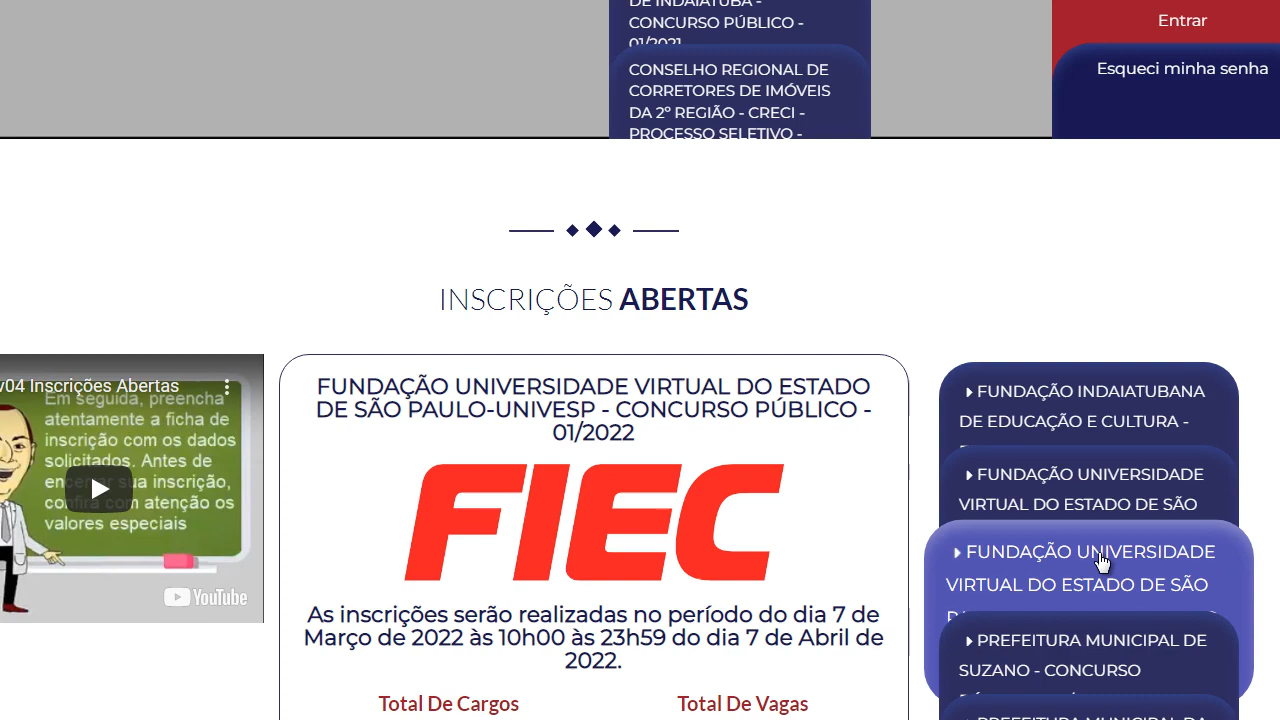 DE INDAIATUBA -
CONCURSO PÚBLICO -
01/2021
CONSELHO REGIONAL DE
CORRETORES DE IMÓVEIS
DA 2º REGIÃO - CRECI -
PROCESSO SELETIVO -
Entrar
Esqueci minha senha
INSCRIÇÕES ABERTAS
v04 Inscrições Abertas
Em seguida, preencha
atentamente a ficha de
inscrição com os dados
solicitados. Antes de
sua inscrição,
confira com atenção os
valores especiais
YouTube
FUNDAÇÃO UNIVERSIDADE VIRTUAL DO ESTADO
DE SÃO PAULO-UNIVESP - CONCURSO PÚBLICO -
01/2022
FIEC
As inscrições serão realizadas no período do dia 7 de
Março de 2022 às 10h00 às 23h59 do dia 7 de Abril de
2022.
Total De Cargos
Total De Vagas
FUNDAÇÃO INDAIATUBANA
DE EDUCAÇÃO E CULTURA -
FUNDAÇÃO UNIVERSIDADE
VIRTUAL DO ESTADO DE SÃO
FUNDAÇÃO UNIVERSIDADE
VIRTUAL DO ESTADO DE SÃO
PREFEITURA MUNICIPAL DE
SUZANO - CONCURSO
PREFEITURA MUNICIPAL DA